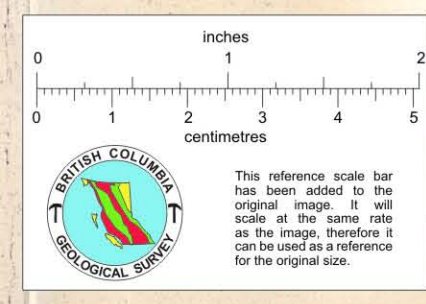 inches
0 1 2
0 1 2 3 4 5
centimetres
BRITISH COLUMBIA
GEOLOGICAL SURVEY
This reference scale bar
has been added to the
original image. It will
scale at the same rate
as the image, therefore it
can be used as a reference
for the original size.